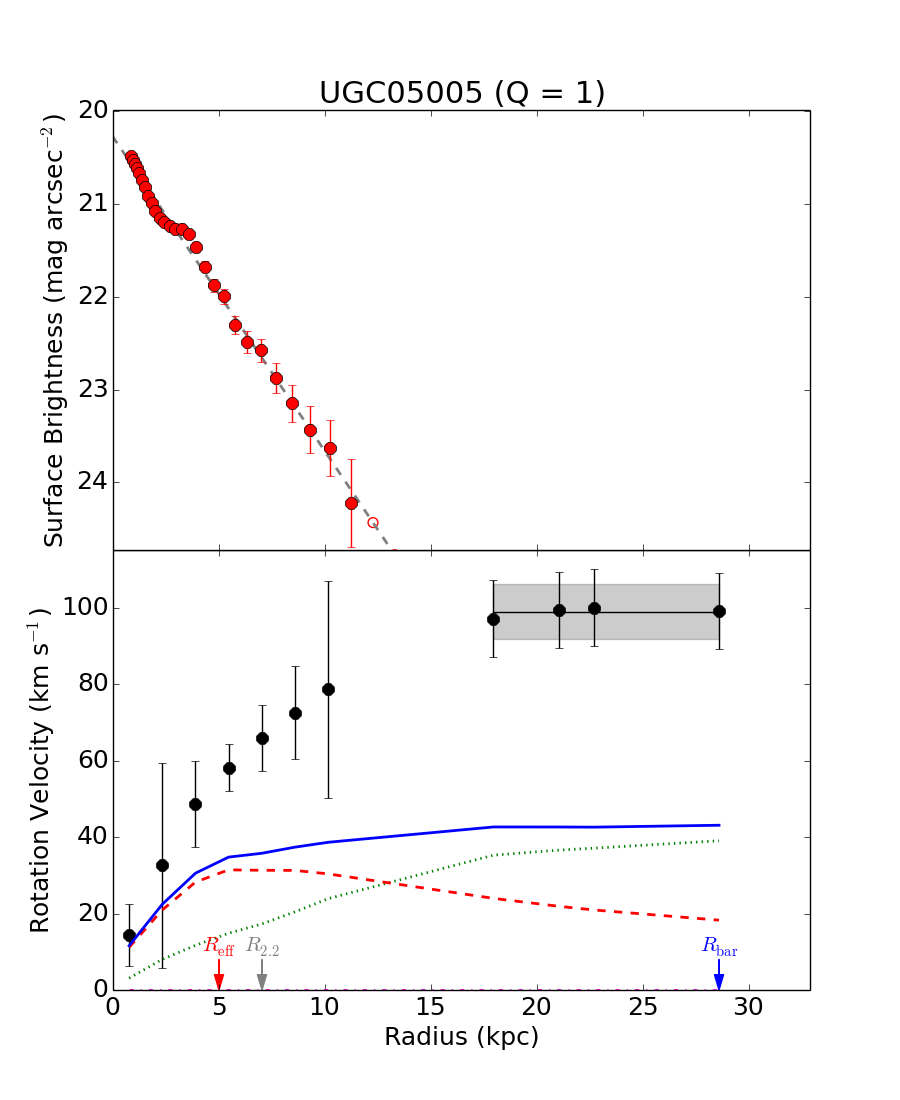 UGC05005 (Q = 1)
Surface Brightness (mag arcsec⁻²)
20
21
22
23
24
Rotation Velocity (km s⁻¹)
100
80
60
40
20
0
R_eff R_2.2 R_bar
0 5 10 15 20 25 30
Radius (kpc)